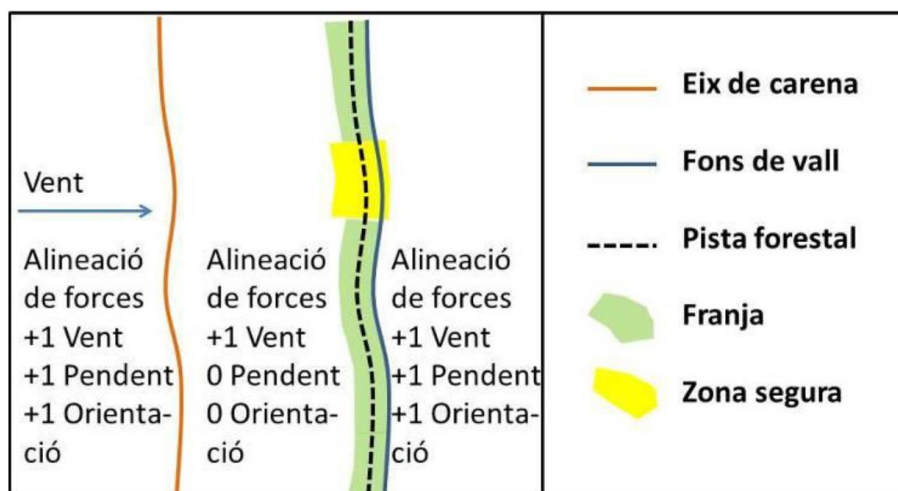 Vent
Alineació
de forces
+1 Vent
+1 Pendent
+1 Orienta-
ció
Alineació
de forces
+1 Vent
0 Pendent
0 Orienta-
ció
Alineació
de forces
+1 Vent
+1 Pendent
+1 Orienta-
ció
Eix de carena
Fons de vall
Pista forestal
Franja
Zona segura